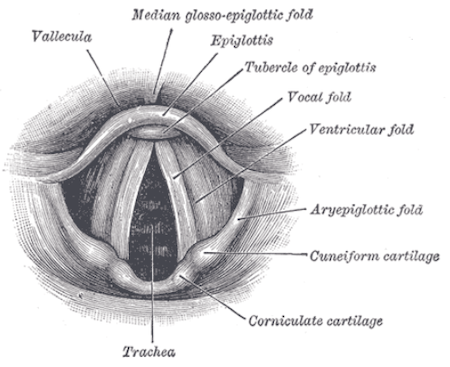 Median glosso-epiglottic fold
Vallecula
Epiglottis
Tubercle of epiglottis
Vocal fold
Ventricular fold
Aryepiglottic fold
Cuneiform cartilage
Corniculate cartilage
Trachea